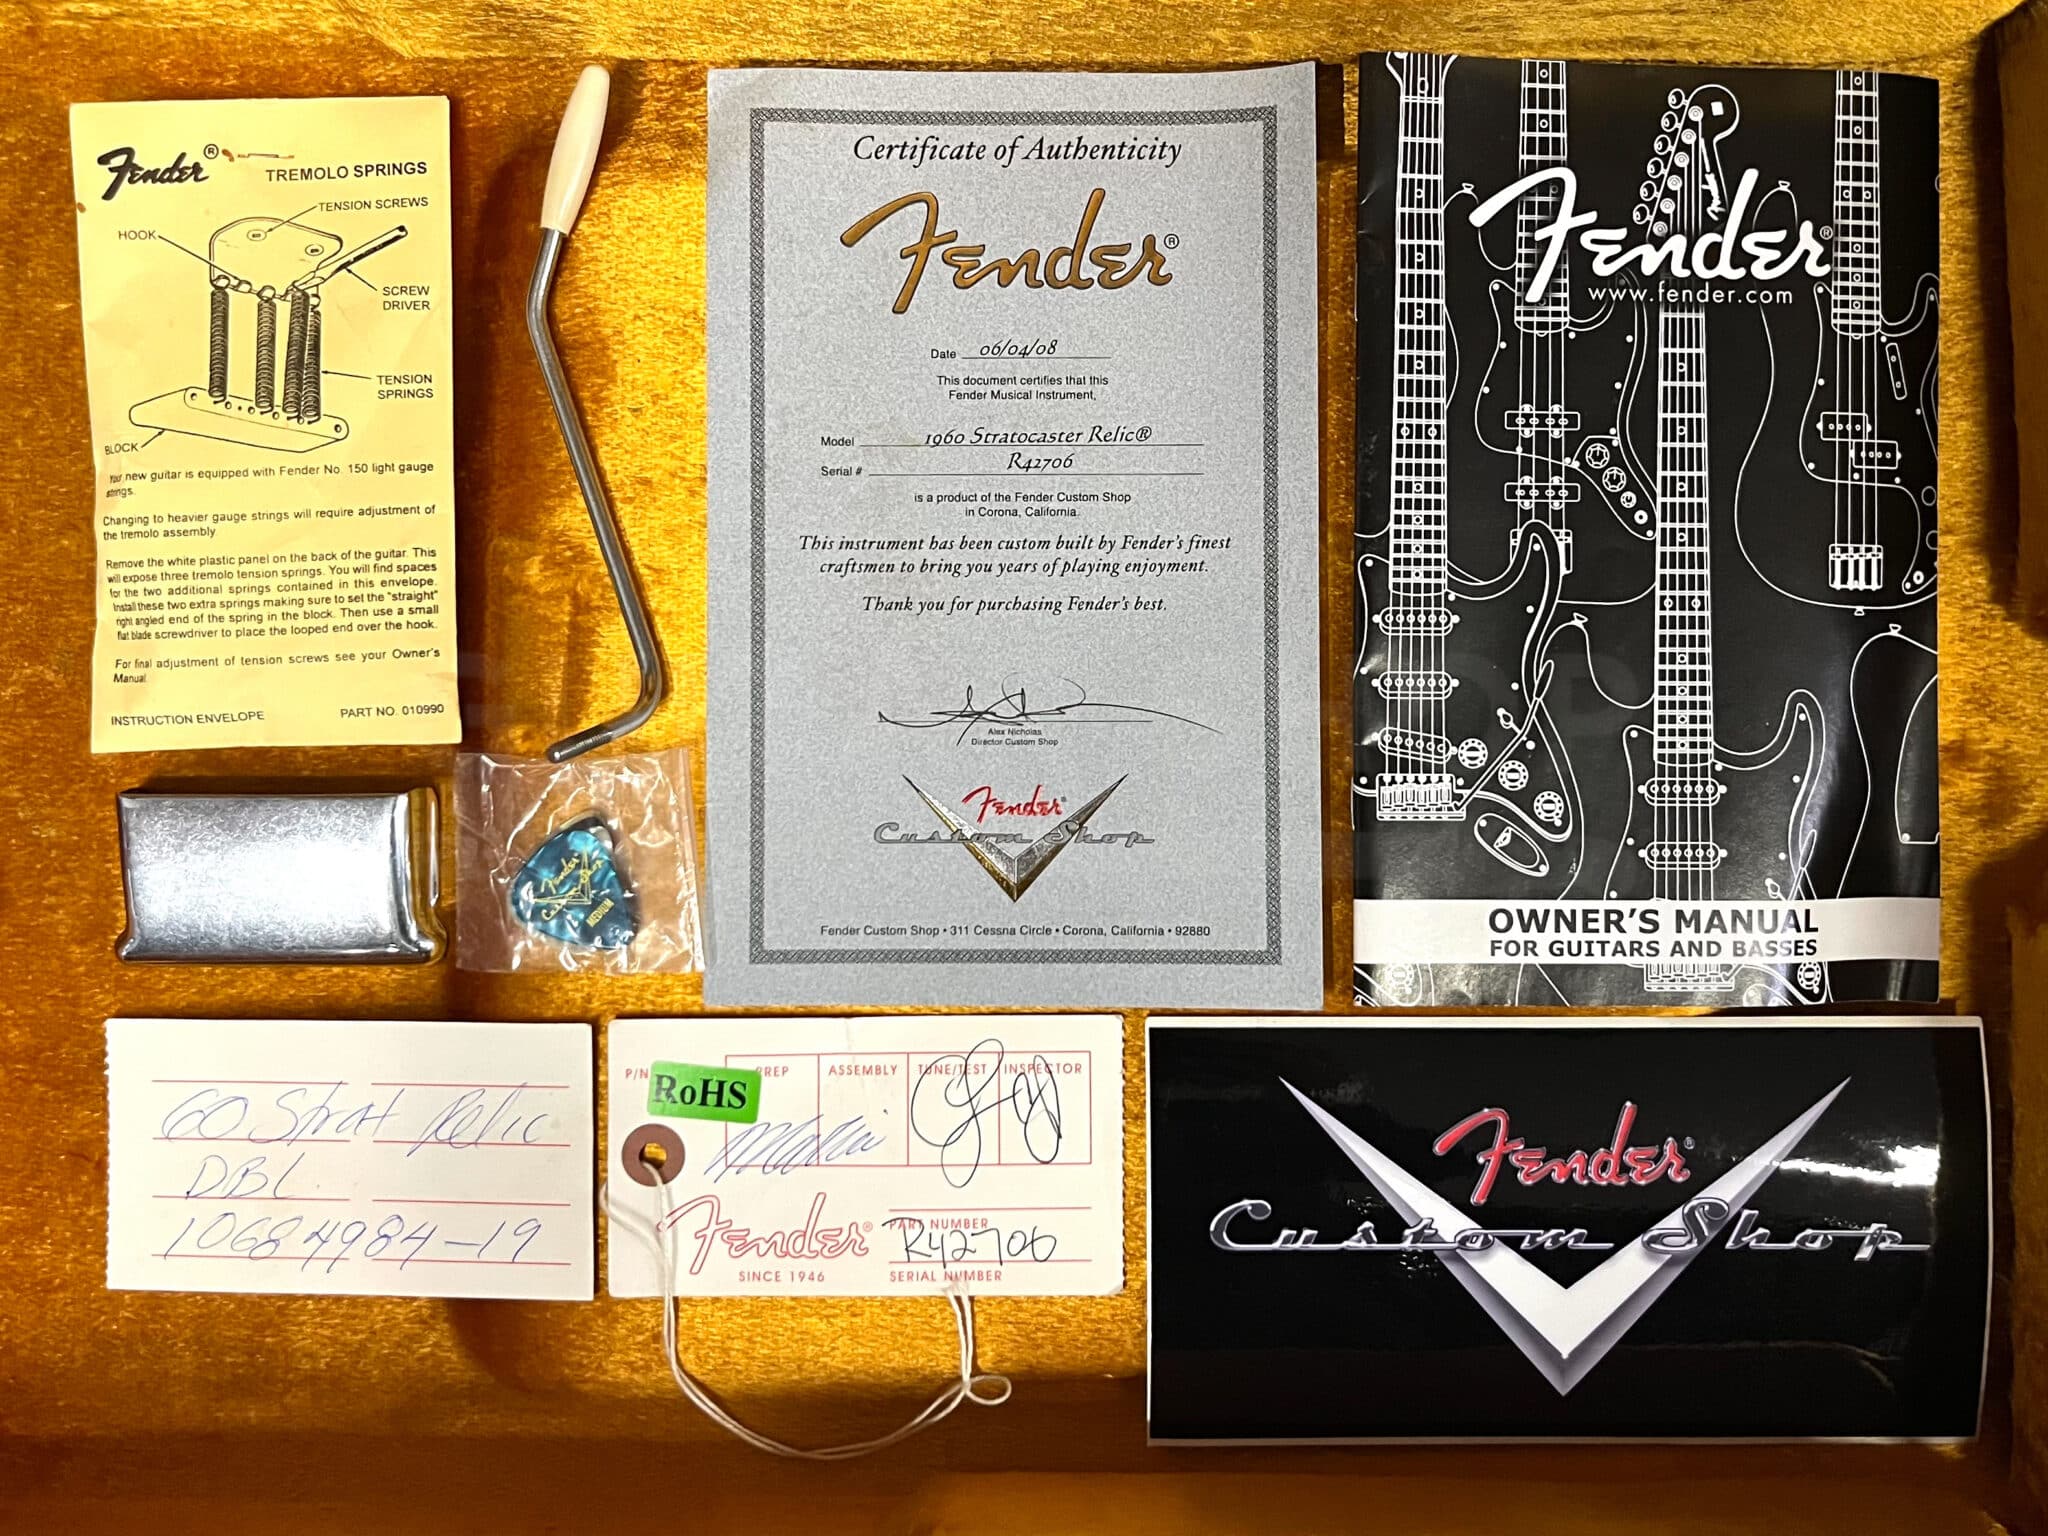 Fender®
TREMOLO SPRINGS
TENSION SCREWS
HOOK
SCREW
DRIVER
TENSION
SPRINGS
BLOCK
Your new guitar is equipped with Fender No. 150 light gauge
strings.
Changing to heavier gauge strings will require adjustment of
the tremolo assembly.
Remove the white plastic panel on the back of the guitar. This
will expose three tremolo tension springs. You will find spaces
for the two additional springs contained in this envelope.
Install these two extra springs making sure to set the "straight"
right angled end of the spring in the block. Then use a small
flat blade screwdriver to place the looped end over the hook.
For final adjustment of tension screws see your Owner's
Manual.
INSTRUCTION ENVELOPE
PART NO. 010990
Fender
Custom Shop
MEDIUM
Certificate of Authenticity
Fender®
Date 06/04/08
This document certifies that this
Fender Musical Instrument,
Model 1960 Stratocaster Relic®
Serial # R42706
is a product of the Fender Custom Shop
in Corona, California.
This instrument has been custom built by Fender's finest
craftsmen to bring you years of playing enjoyment.
Thank you for purchasing Fender's best.
Alex Nicholas
Director Custom Shop
Fender®
Custom Shop
Fender Custom Shop • 311 Cessna Circle • Corona, California • 92880
Fender
Fender®
www.fender.com
OWNER'S MANUAL
FOR GUITARS AND BASSES
60 Strat Relic
DBL
10684984-19
P/N
RoHS
PREP
ASSEMBLY
TUNE/TEST
INSPECTOR
Fender®
SINCE 1946
PART NUMBER
R42706
SERIAL NUMBER
Fender®
Custom Shop